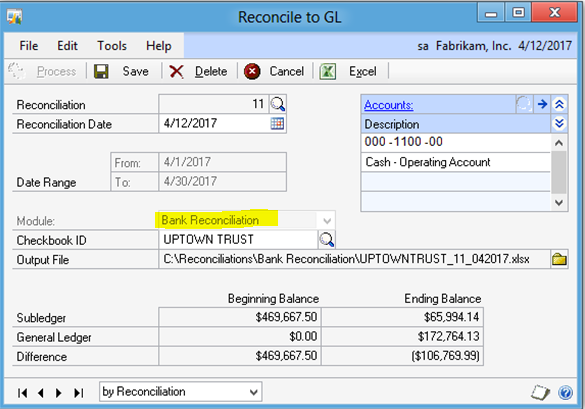 Reconcile to GL
File Edit Tools Help sa Fabrikam, Inc. 4/12/2017
Process Save Delete Cancel Excel
Reconciliation 11
Reconciliation Date 4/12/2017
Accounts:
Description
000 -1100 -00
Cash - Operating Account
From: 4/1/2017
Date Range To: 4/30/2017
Module: Bank Reconciliation
Checkbook ID UPTOWN TRUST
Output File C:\Reconciliations\Bank Reconciliation\UPTOWNTRUST_11_042017.xlsx
Beginning Balance Ending Balance
Subledger $469,667.50 $65,994.14
General Ledger $0.00 $172,764.13
Difference $469,667.50 ($106,769.99)
by Reconciliation